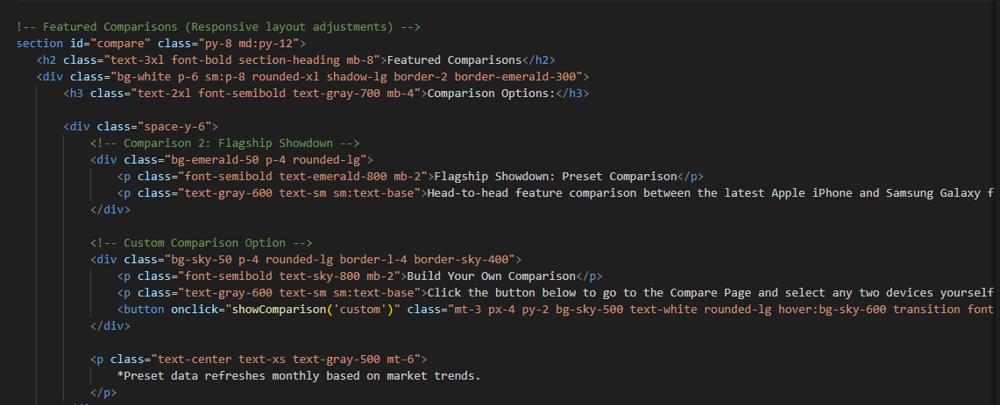 !-- Featured Comparisons (Responsive layout adjustments) -->
section id="compare" class="py-8 md:py-12">
<h2 class="text-3xl font-bold section-heading mb-8">Featured Comparisons</h2>
<div class="bg-white p-6 sm:p-8 rounded-xl shadow-lg border-2 border-emerald-300">
<h3 class="text-2xl font-semibold text-gray-700 mb-4">Comparison Options:</h3>
<div class="space-y-6">
<!-- Comparison 2: Flagship Showdown -->
<div class="bg-emerald-50 p-4 rounded-lg">
<p class="font-semibold text-emerald-800 mb-2">Flagship Showdown: Preset Comparison</p>
<p class="text-gray-600 text-sm sm:text-base">Head-to-head feature comparison between the latest Apple iPhone and Samsung Galaxy f
</div>
<!-- Custom Comparison Option -->
<div class="bg-sky-50 p-4 rounded-lg border-l-4 border-sky-400">
<p class="font-semibold text-sky-800 mb-2">Build Your Own Comparison</p>
<p class="text-gray-600 text-sm sm:text-base">Click the button below to go to the Compare Page and select any two devices yourself
<button onclick="showComparison('custom')" class="mt-3 px-4 py-2 bg-sky-500 text-white rounded-lg hover:bg-sky-600 transition font
</div>
<p class="text-center text-xs text-gray-500 mt-6">
*Preset data refreshes monthly based on market trends.
</p>